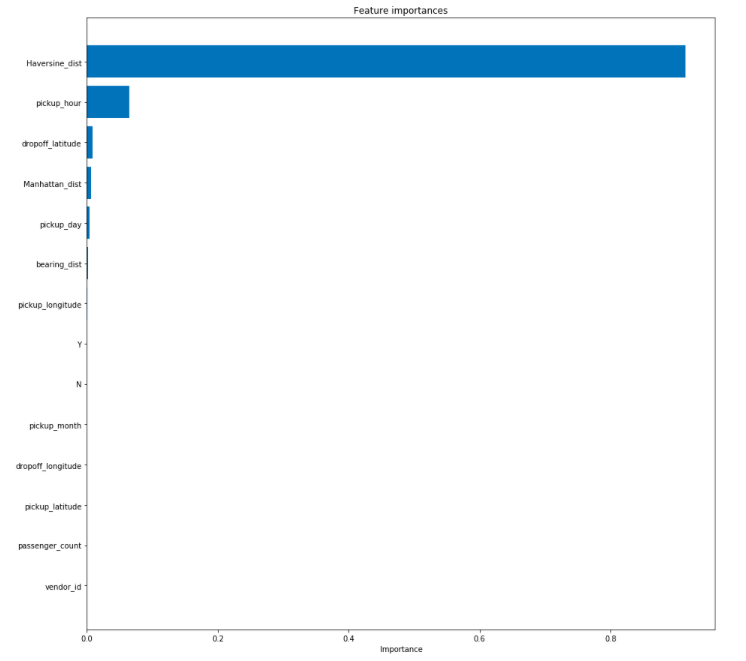 Feature importances
Haversine_dist
pickup_hour
dropoff_latitude
Manhattan_dist
pickup_day
bearing_dist
pickup_longitude
Y
N
pickup_month
dropoff_longitude
pickup_latitude
passenger_count
vendor_id
0.0 0.2 0.4 0.6 0.8
Importance